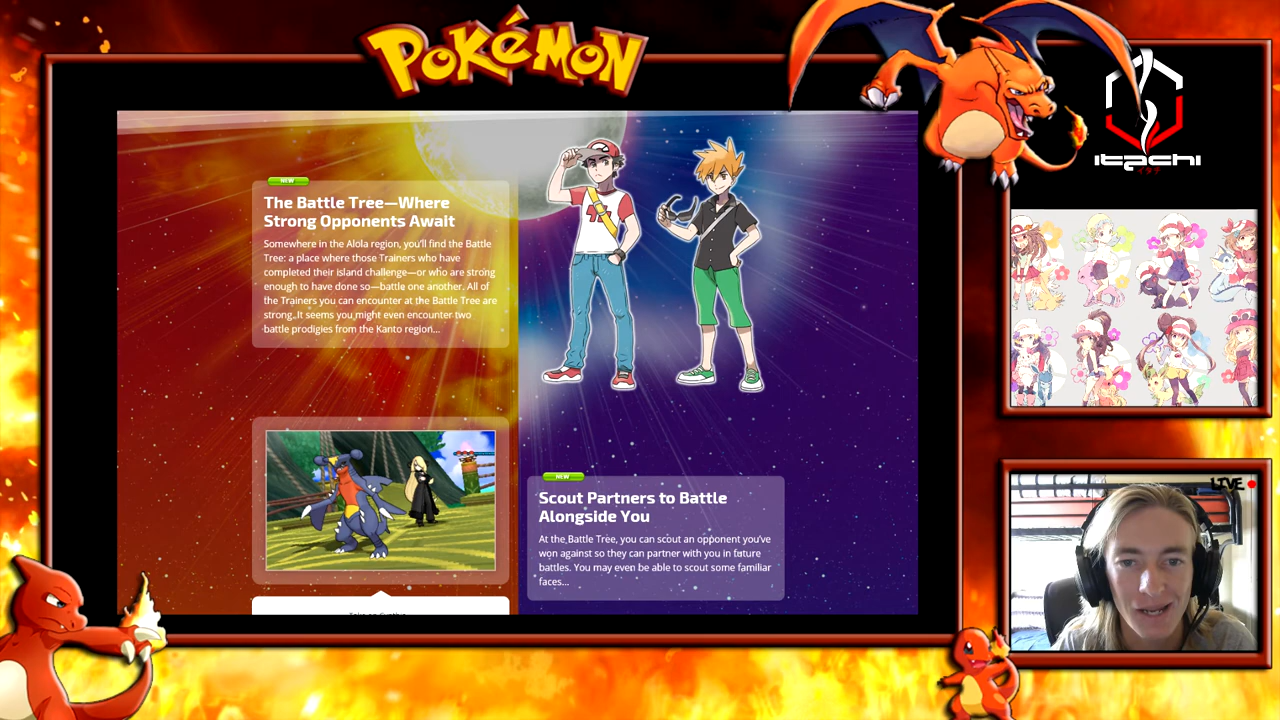 POKéMON
ITACHI
イタチ
NEW
The Battle Tree—Where
Strong Opponents Await
Somewhere in the Alola region, you'll find the Battle
Tree: a place where those Trainers who have
completed their island challenge—or who are strong
enough to have done so—battle one another. All of
the Trainers you can encounter at the Battle Tree are
strong. It seems you might even encounter two
battle prodigies from the Kanto region...
NEW
Scout Partners to Battle
Alongside You
At the Battle Tree, you can scout an opponent you've
won against so they can partner with you in future
battles. You may even be able to scout some familiar
faces...
LIVE